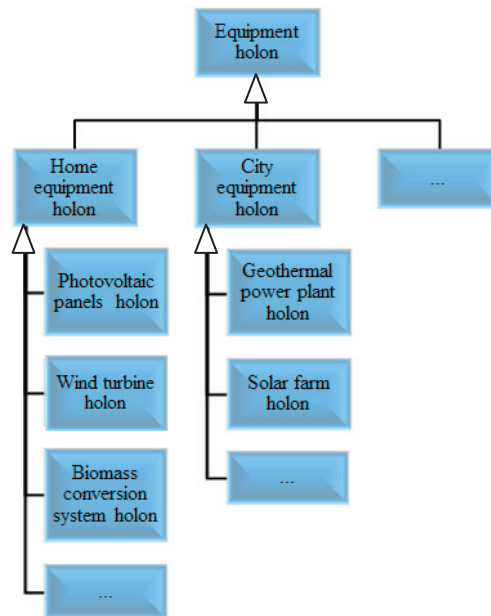 Equipment
holon
Home
equipment
holon
City
equipment
holon
...
Photovoltaic
panels holon
Wind turbine
holon
Biomass
conversion
system holon
...
Geothermal
power plant
holon
Solar farm
holon
...